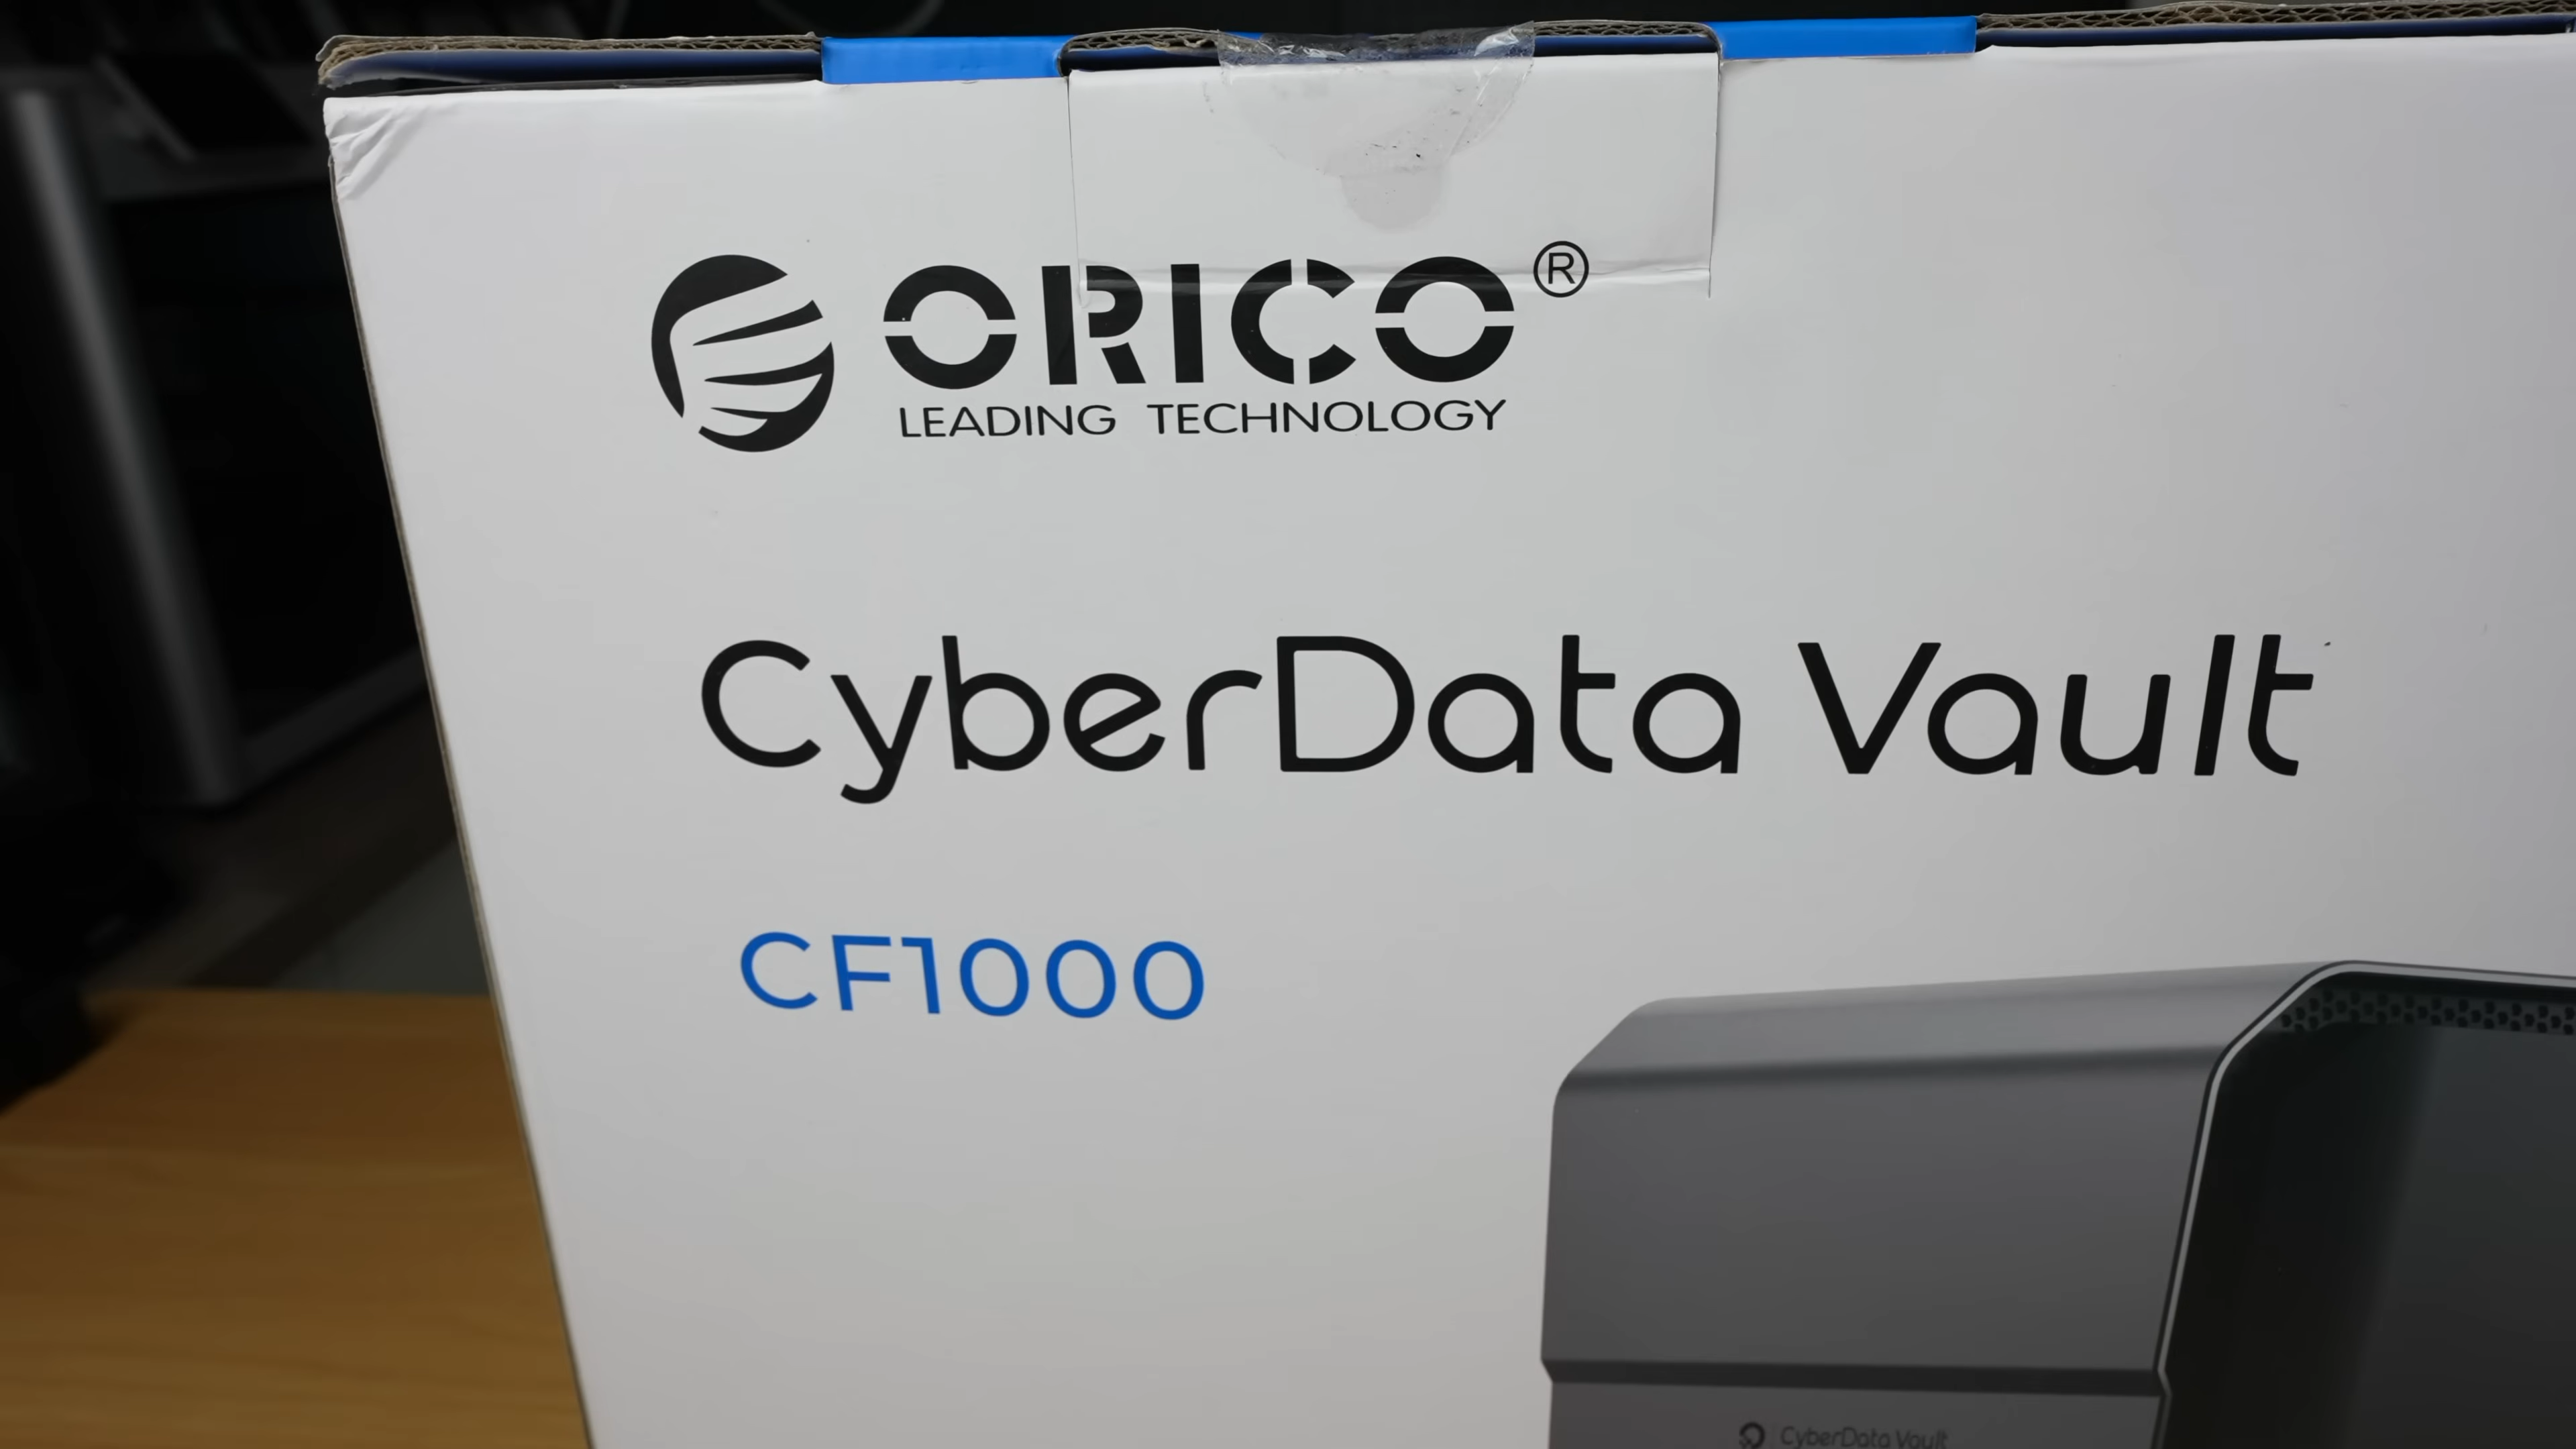 ORICO®
LEADING TECHNOLOGY
CyberData Vault
CF1000
CyberData Vault